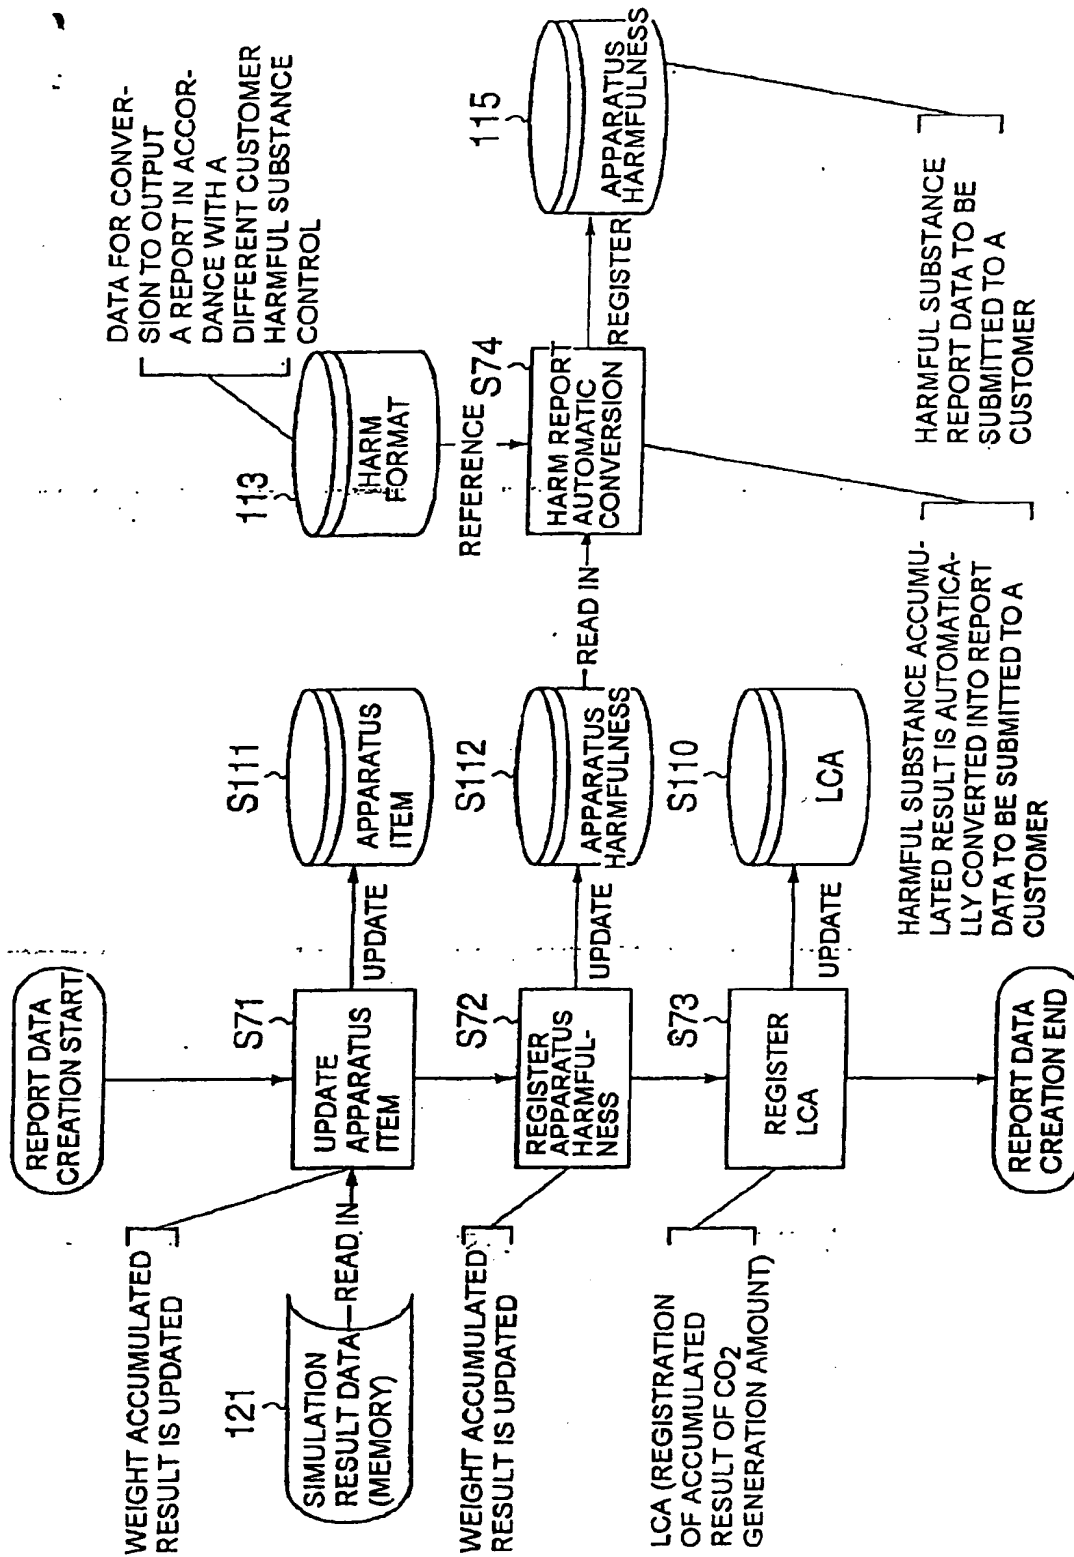 REPORT DATA
CREATION START
WEIGHT ACCUMULATED
RESULT IS UPDATED
121
SIMULATION
RESULT DATA
(MEMORY)
READ IN
S71
UPDATE
APPARATUS
ITEM
UPDATE
S111
APPARATUS
ITEM
WEIGHT ACCUMULATED
RESULT IS UPDATED
S72
REGISTER
APPARATUS
HARMFUL-
NESS
UPDATE
S112
APPARATUS
HARMFULNESS
READ IN
LCA (REGISTRATION
OF ACCUMULATED
RESULT OF CO2
GENERATION AMOUNT)
S73
REGISTER
LCA
UPDATE
S110
LCA
REPORT DATA
CREATION END
113
HARM
FORMAT
DATA FOR CONVER-
SION TO OUTPUT
A REPORT IN ACCOR-
DANCE WITH A
DIFFERENT CUSTOMER
HARMFUL SUBSTANCE
CONTROL
REFERENCE
S74
HARM REPORT
AUTOMATIC
CONVERSION
REGISTER
115
APPARATUS
HARMFULNESS
HARMFUL SUBSTANCE ACCUMU-
LATED RESULT IS AUTOMATICA-
LLY CONVERTED INTO REPORT
DATA TO BE SUBMITTED TO A
CUSTOMER
HARMFUL SUBSTANCE
REPORT DATA TO BE
SUBMITTED TO A
CUSTOMER